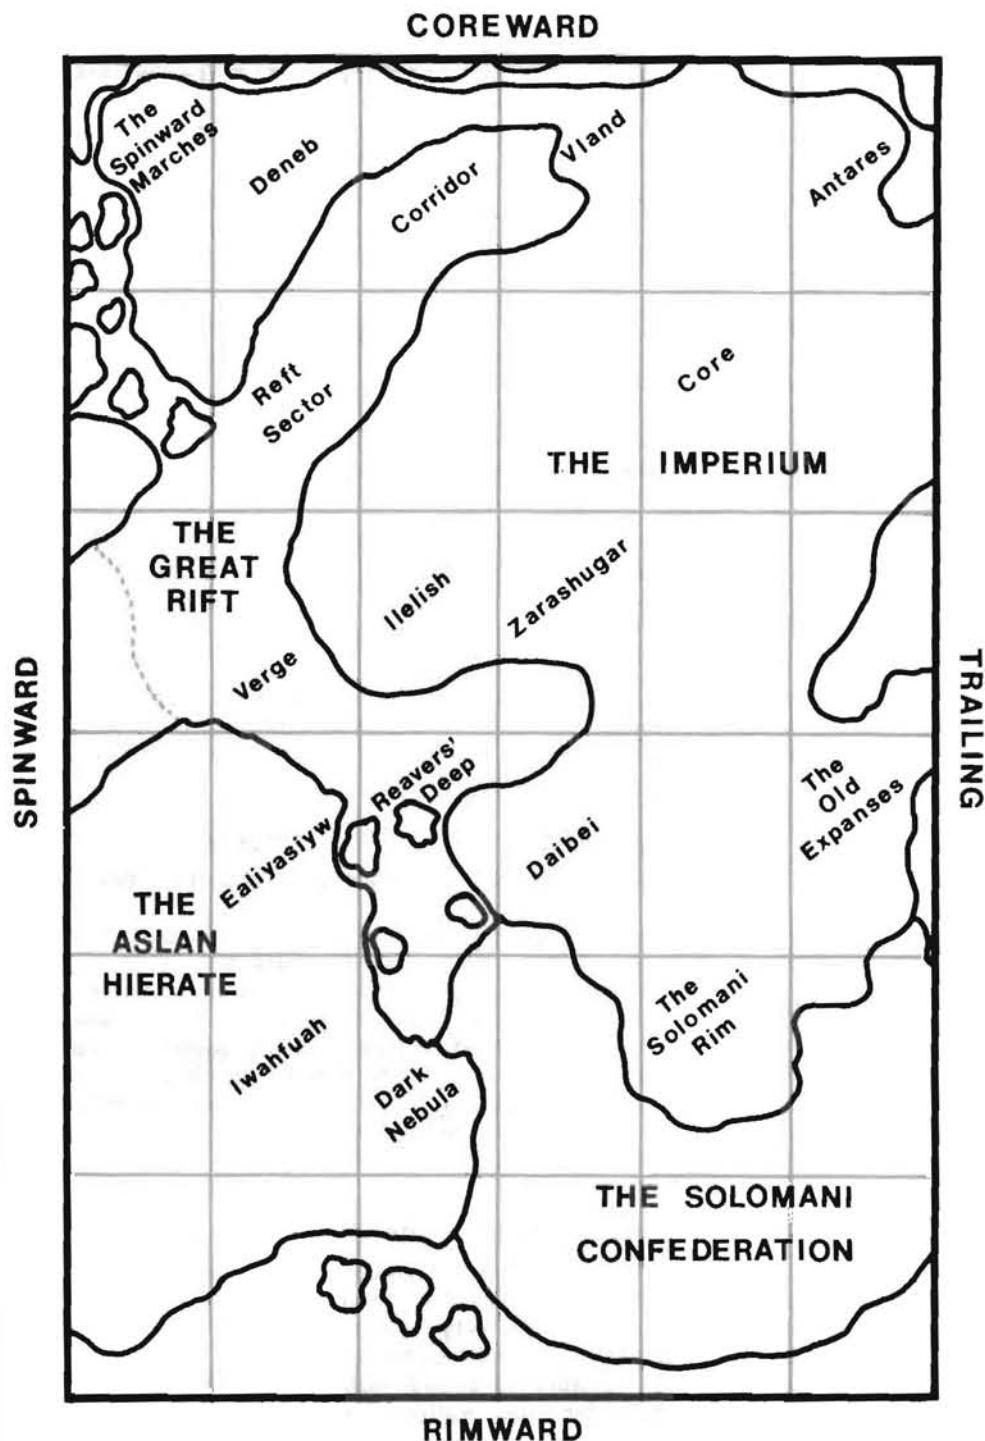 COREWARD
The
Spinward
Marches
Deneb
Corridor
Vland
Antares
Reft
Sector
Core
THE IMPERIUM
THE
GREAT
RIFT
Ilelish
Zarashugar
Verge
SPINWARD
TRAILING
Reavers'
Deep
The
Old
Expanses
Ealiyasiyw
Daibei
THE
ASLAN
HIERATE
The
Solomani
Rim
Iwahfuah
Dark
Nebula
THE SOLOMANI
CONFEDERATION
RIMWARD